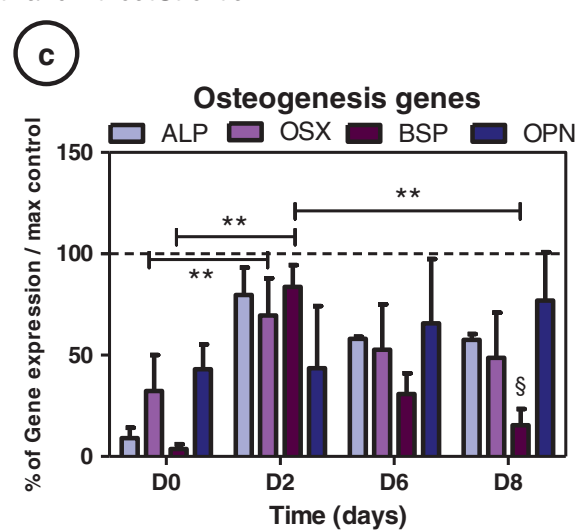 c
Osteogenesis genes
ALP OSX BSP OPN
% of Gene expression / max control
150
**
**
100
**
50
§
0
D0 D2 D6 D8
Time (days)